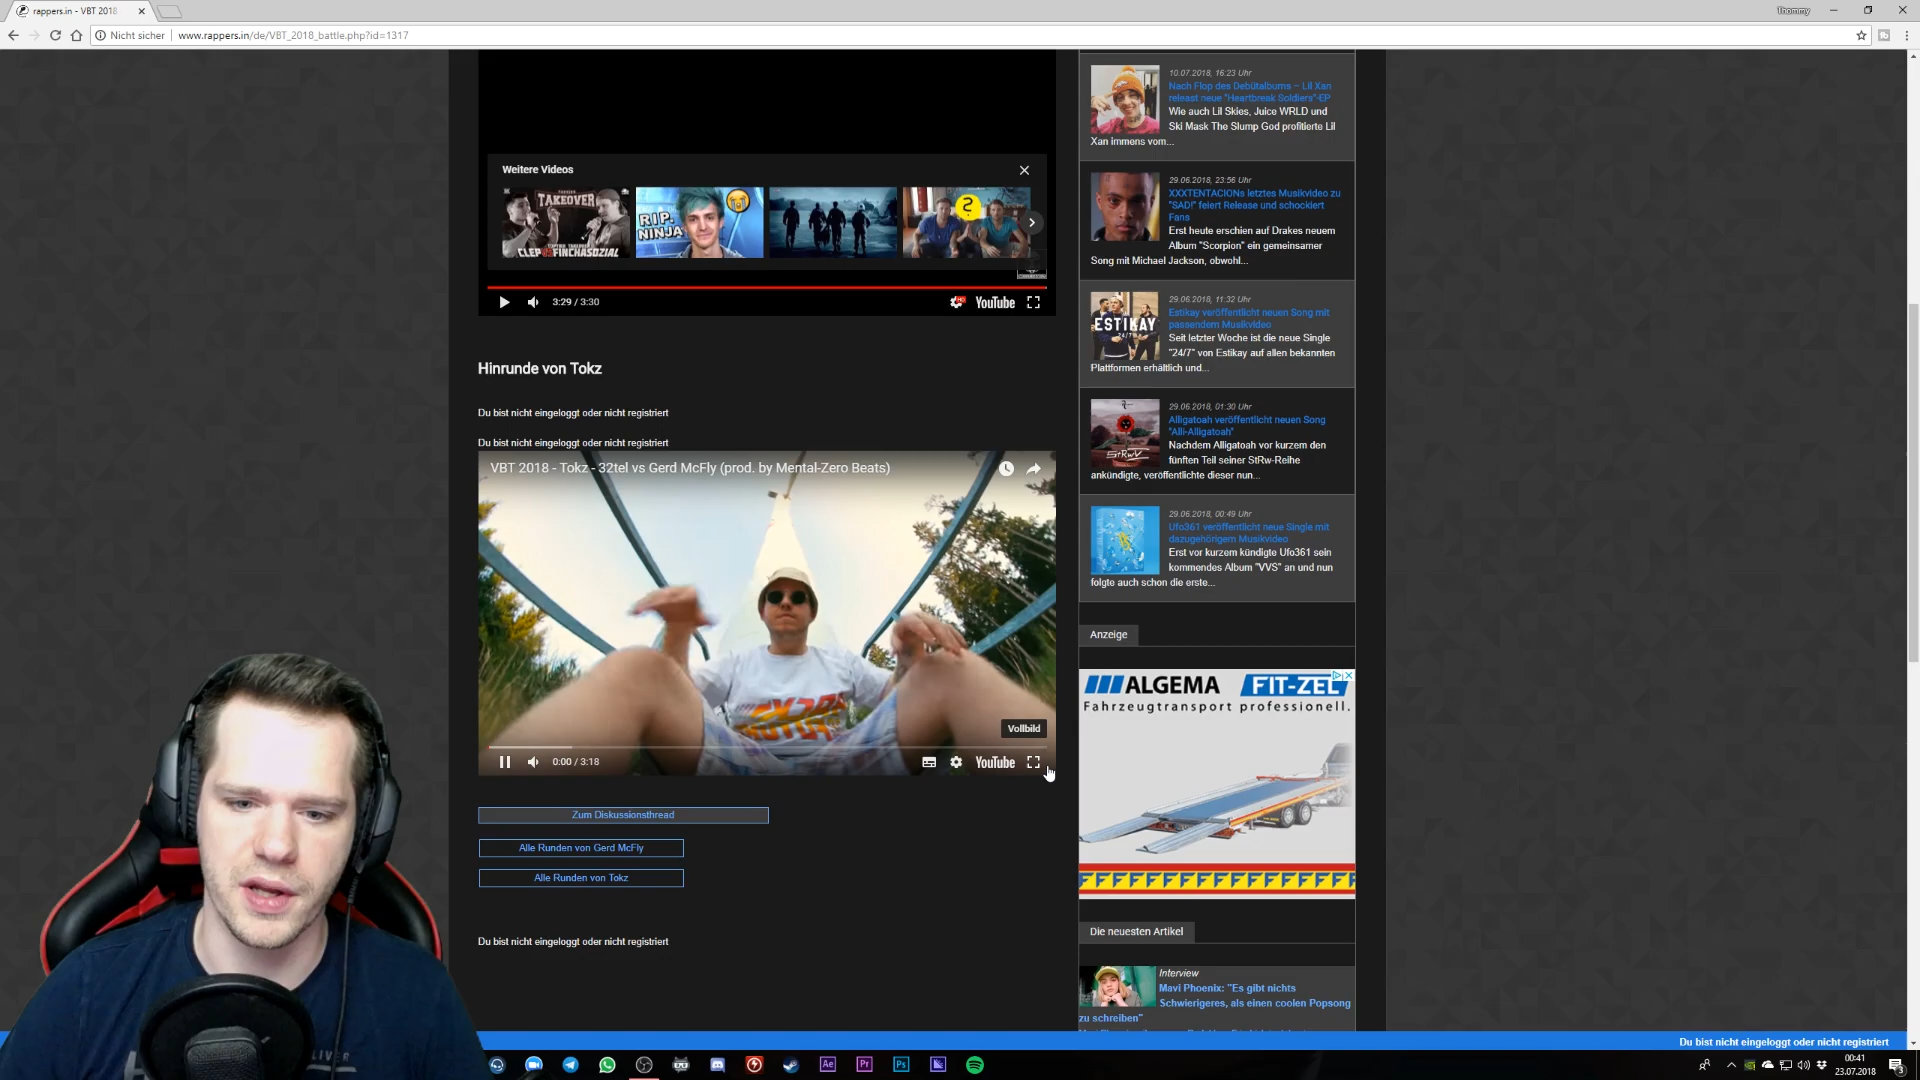 rappers.in - VBT 2018
Thommy
Nicht sicher
www.rappers.in/de/VBT_2018_battle.php?id=1317
Weitere Videos
TAKEOVER
CLEP FINCHASOZIAL
RIP.
NINJA
3:29 / 3:30
YouTube
Hinrunde von Tokz
Du bist nicht eingeloggt oder nicht registriert
Du bist nicht eingeloggt oder nicht registriert
VBT 2018 - Tokz - 32tel vs Gerd McFly (prod. by Mental-Zero Beats)
Vollbild
0:00 / 3:18
YouTube
Zum Diskussionsthread
Alle Runden von Gerd McFly
Alle Runden von Tokz
Du bist nicht eingeloggt oder nicht registriert
10.07.2018, 16:23 Uhr
Nach Flop des Debütalbums – Lil Xan
releast neue "Heartbreak Soldiers"-EP
Wie auch Lil Skies, Juice WRLD und
Ski Mask The Slump God profitierte Lil
Xan immens vom...
29.06.2018, 23:56 Uhr
XXXTENTACIONs letztes Musikvideo zu
"SAD!" feiert Release und schockiert
Fans
Erst heute erschien auf Drakes neuem
Album "Scorpion" ein gemeinsamer
Song mit Michael Jackson, obwohl...
29.06.2018, 11:32 Uhr
Estikay veröffentlicht neuen Song mit
passendem Musikvideo
Seit letzter Woche ist die neue Single
"24/7" von Estikay auf allen bekannten
Plattformen erhältlich und...
ESTIKAY
24/7
29.06.2018, 01:30 Uhr
Alligatoah veröffentlicht neuen Song
"Alli-Alligatoah"
Nachdem Alligatoah vor kurzem den
fünften Teil seiner StRw-Reihe
ankündigte, veröffentlichte dieser nun...
StRwV
29.06.2018, 00:49 Uhr
Ufo361 veröffentlicht neue Single mit
dazugehörigem Musikvideo
Erst vor kurzem kündigte Ufo361 sein
kommendes Album "VVS" an und nun
folgte auch schon die erste...
Anzeige
ALGEMA FIT-ZEL
Fahrzeugtransport professionell.
FFFFFFFFFFFFFF
Die neuesten Artikel
Interview
Mavi Phoenix: "Es gibt nichts
Schwierigeres, als einen coolen Popsong
zu schreiben"
Du bist nicht eingeloggt oder nicht registriert
Ae
Pr
Ps
00:41
23.07.2018
3